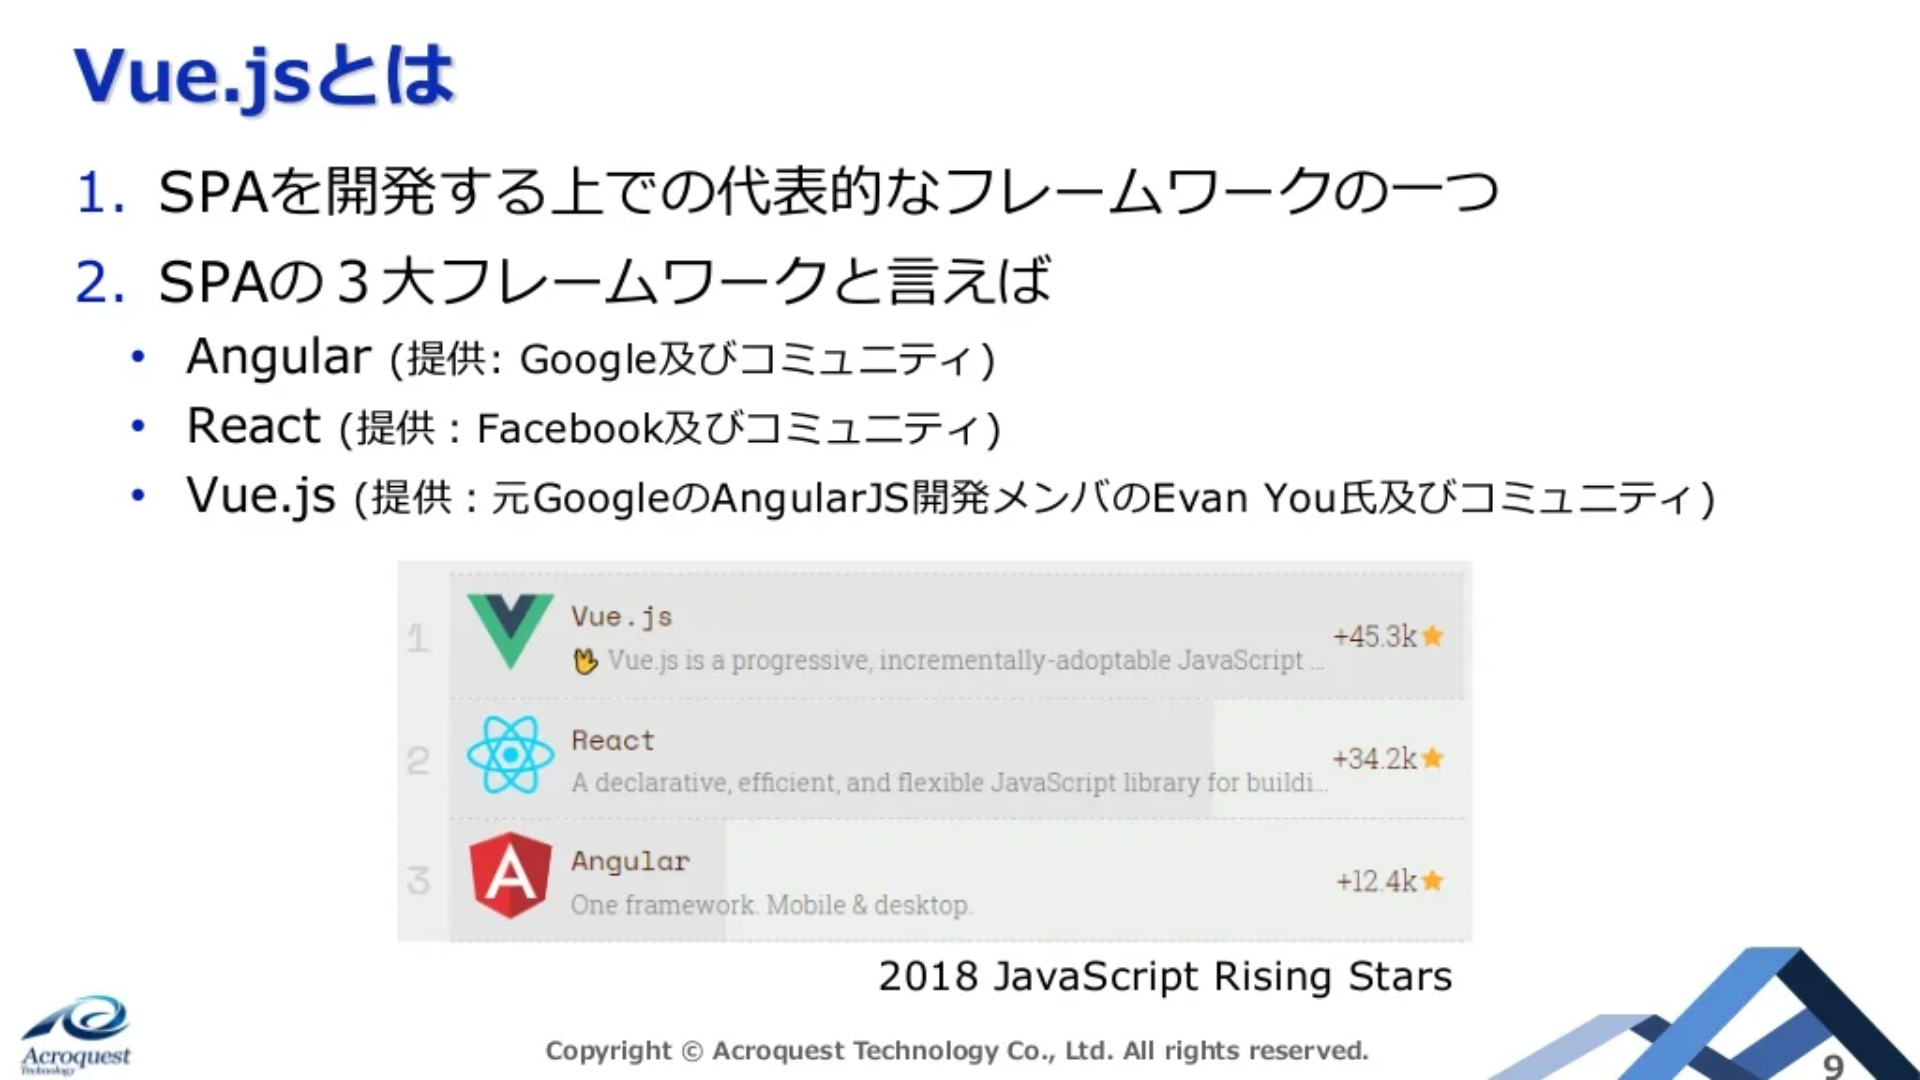 Vue.jsとは
1. SPAを開発する上での代表的なフレームワークの一つ
2. SPAの３大フレームワークと言えば
• Angular (提供: Google及びコミュニティ)
• React (提供：Facebook及びコミュニティ)
• Vue.js (提供：元GoogleのAngularJS開発メンバのEvan You氏及びコミュニティ)
1 Vue.js +45.3k
🖖 Vue.js is a progressive, incrementally-adoptable JavaScript ...
2 React +34.2k
A declarative, efficient, and flexible JavaScript library for buildi...
3 Angular +12.4k
One framework. Mobile & desktop.
2018 JavaScript Rising Stars
Acroquest
Technology
Copyright © Acroquest Technology Co., Ltd. All rights reserved.
9